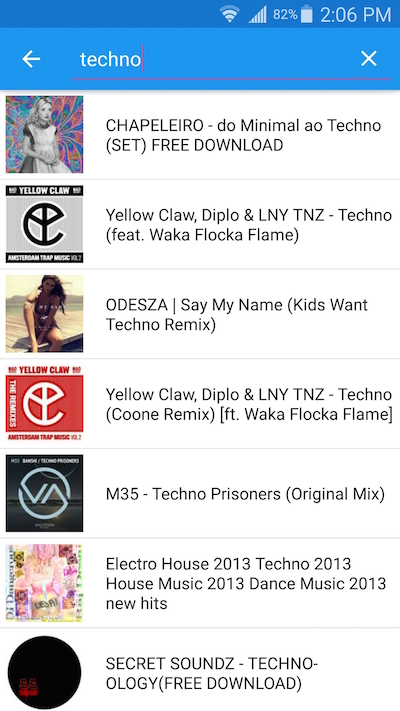 82% 2:06 PM
techno
CHAPELEIRO - do Minimal ao Techno
(SET) FREE DOWNLOAD
YELLOW CLAW
AMSTERDAM TRAP MUSIC VOL 2
Yellow Claw, Diplo & LNY TNZ - Techno
(feat. Waka Flocka Flame)
ODESZA | Say My Name (Kids Want
Techno Remix)
YELLOW CLAW
THE REMIXES
AMSTERDAM TRAP MUSIC VOL 2
Yellow Claw, Diplo & LNY TNZ - Techno
(Coone Remix) [ft. Waka Flocka Flame]
M35 BANSHI / TECHNO PRISONERS
M35 - Techno Prisoners (Original Mix)
Electro House 2013 Techno 2013
House Music 2013 Dance Music 2013
new hits
SECRET SOUNDZ - TECHNO-
OLOGY(FREE DOWNLOAD)